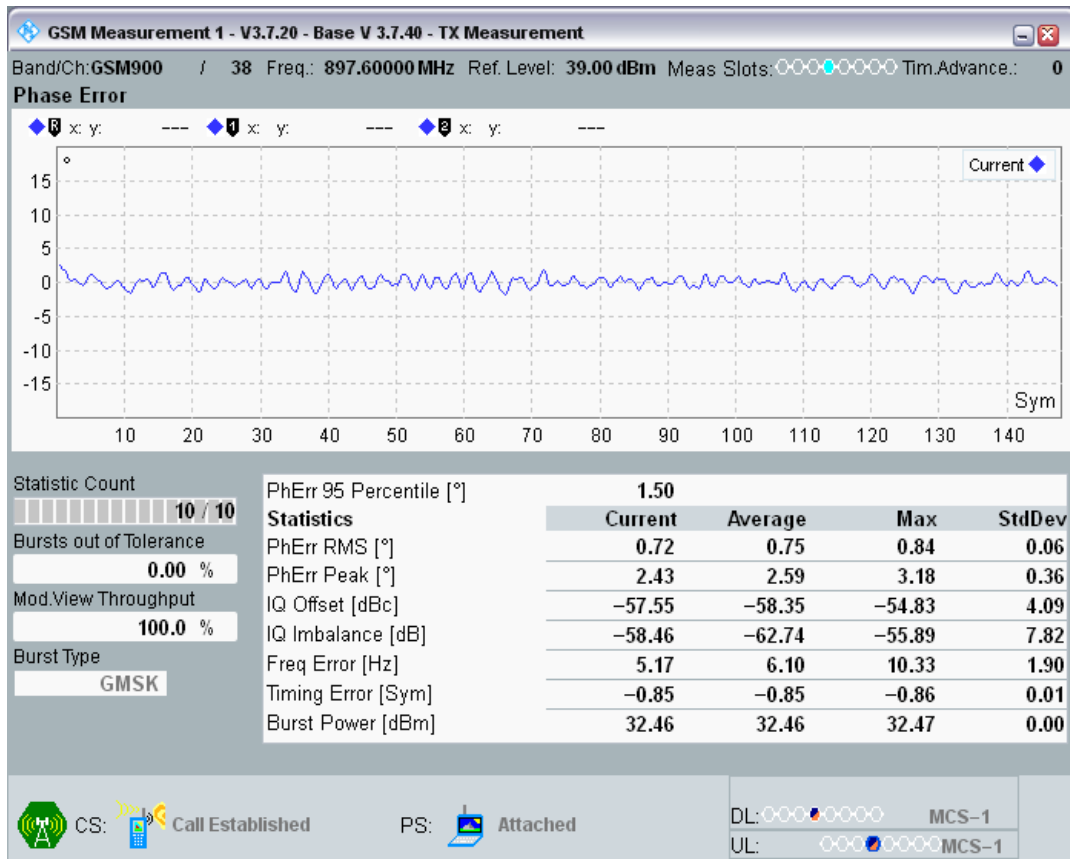 GSM Measurement 1 - V3.7.20 - Base V 3.7.40 - TX Measurement
Band/Ch:GSM900 / 38 Freq.: 897.60000 MHz Ref. Level: 39.00 dBm Meas Slots: Tim.Advance.: 0
Phase Error
R x: y: --- 1 x: y: --- 2 x: y: ---
° Current
15
10
5
0
-5
-10
-15
Sym
10 20 30 40 50 60 70 80 90 100 110 120 130 140
Statistic Count
10 / 10
Bursts out of Tolerance
0.00 %
Mod.View Throughput
100.0 %
Burst Type
GMSK
PhErr 95 Percentile [°] 1.50
Statistics Current Average Max StdDev
PhErr RMS [°] 0.72 0.75 0.84 0.06
PhErr Peak [°] 2.43 2.59 3.18 0.36
IQ Offset [dBc] −57.55 −58.35 −54.83 4.09
IQ Imbalance [dB] −58.46 −62.74 −55.89 7.82
Freq Error [Hz] 5.17 6.10 10.33 1.90
Timing Error [Sym] −0.85 −0.85 −0.86 0.01
Burst Power [dBm] 32.46 32.46 32.47 0.00
CS: Call Established PS: Attached
DL: MCS−1
UL: MCS−1